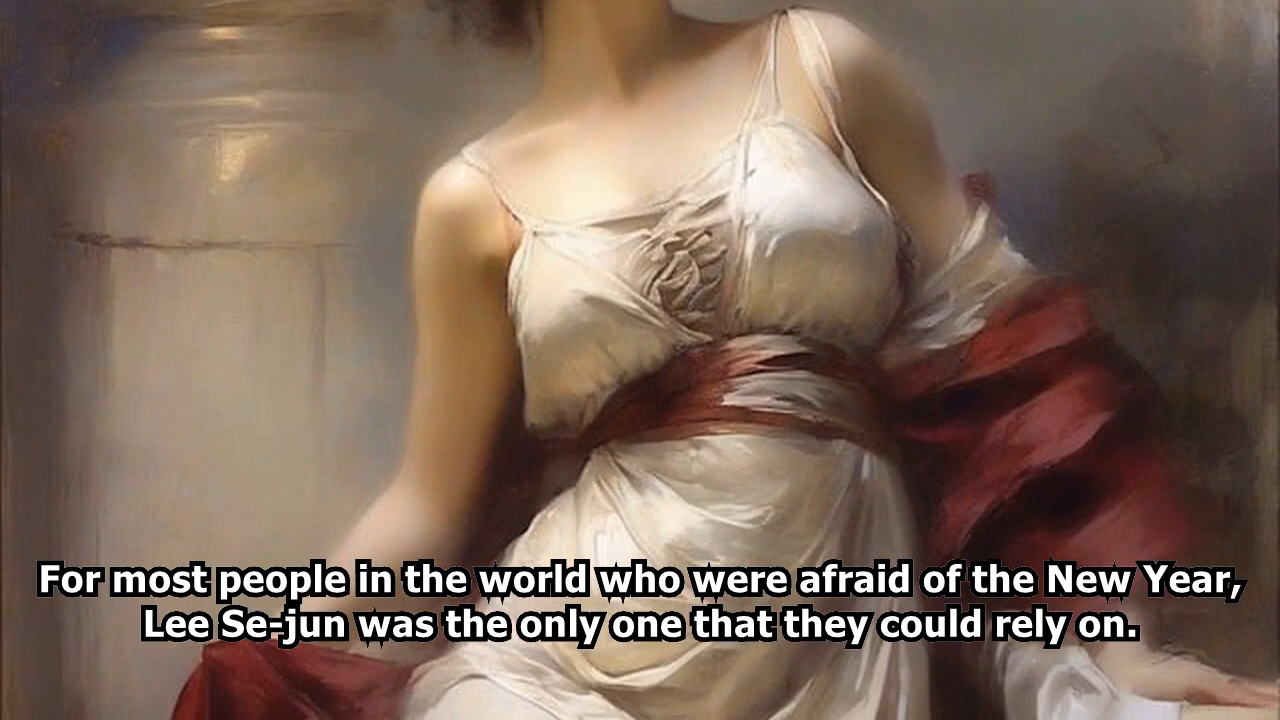 For most people in the world who were afraid of the New Year,
Lee Se-jun was the only one that they could rely on.